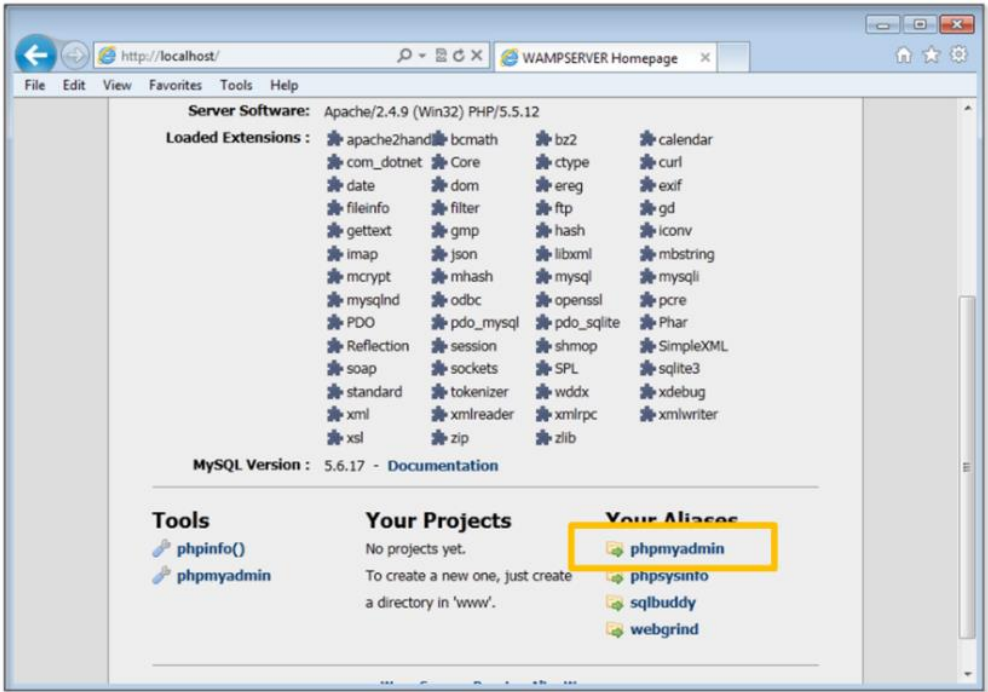 http://localhost/
WAMPSERVER Homepage
File Edit View Favorites Tools Help
Server Software: Apache/2.4.9 (Win32) PHP/5.5.12
Loaded Extensions : apache2hand bcmath bz2 calendar
com_dotnet Core ctype curl
date dom ereg exif
fileinfo filter ftp gd
gettext gmp hash iconv
imap json libxml mbstring
mcrypt mhash mysql mysqli
mysqlnd odbc openssl pcre
PDO pdo_mysql pdo_sqlite Phar
Reflection session shmop SimpleXML
soap sockets SPL sqlite3
standard tokenizer wddx xdebug
xml xmlreader xmlrpc xmlwriter
xsl zip zlib
MySQL Version : 5.6.17 - Documentation
Tools
phpinfo()
phpmyadmin
Your Projects
No projects yet.
To create a new one, just create
a directory in 'www'.
Your Aliases
phpmyadmin
phpsysinfo
sqlbuddy
webgrind